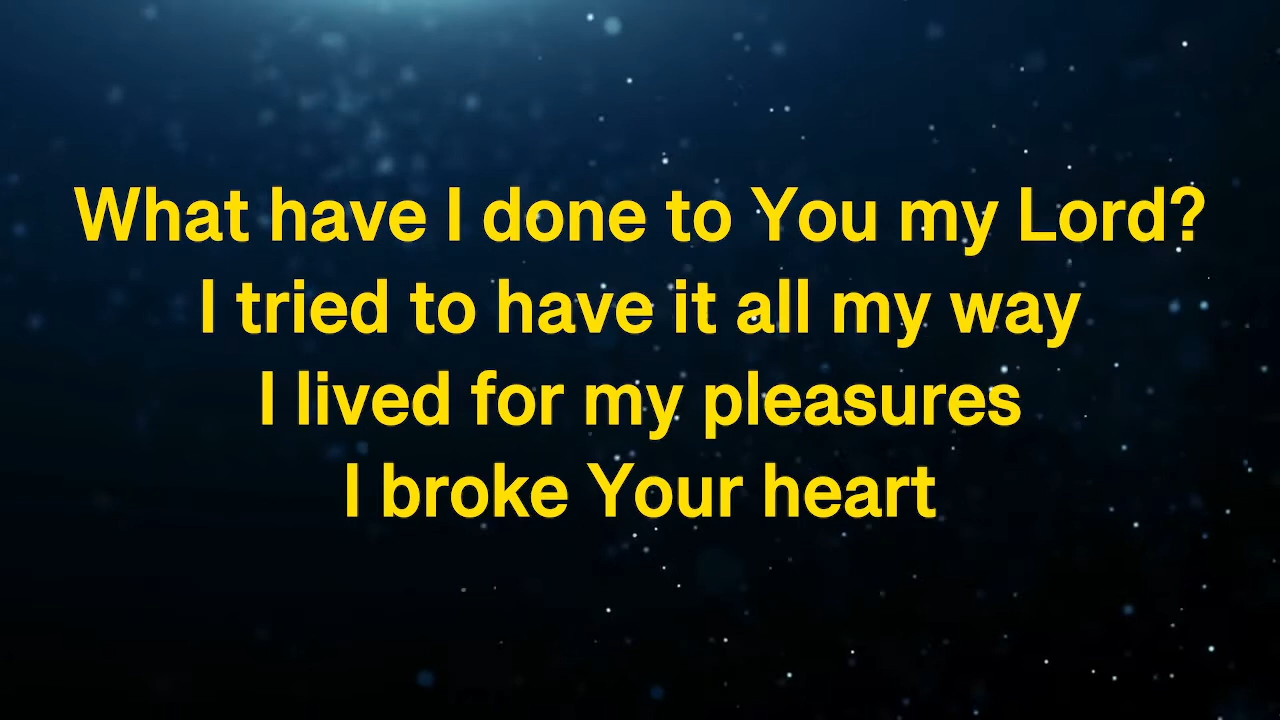 What have I done to You my Lord?
I tried to have it all my way
I lived for my pleasures
I broke Your heart